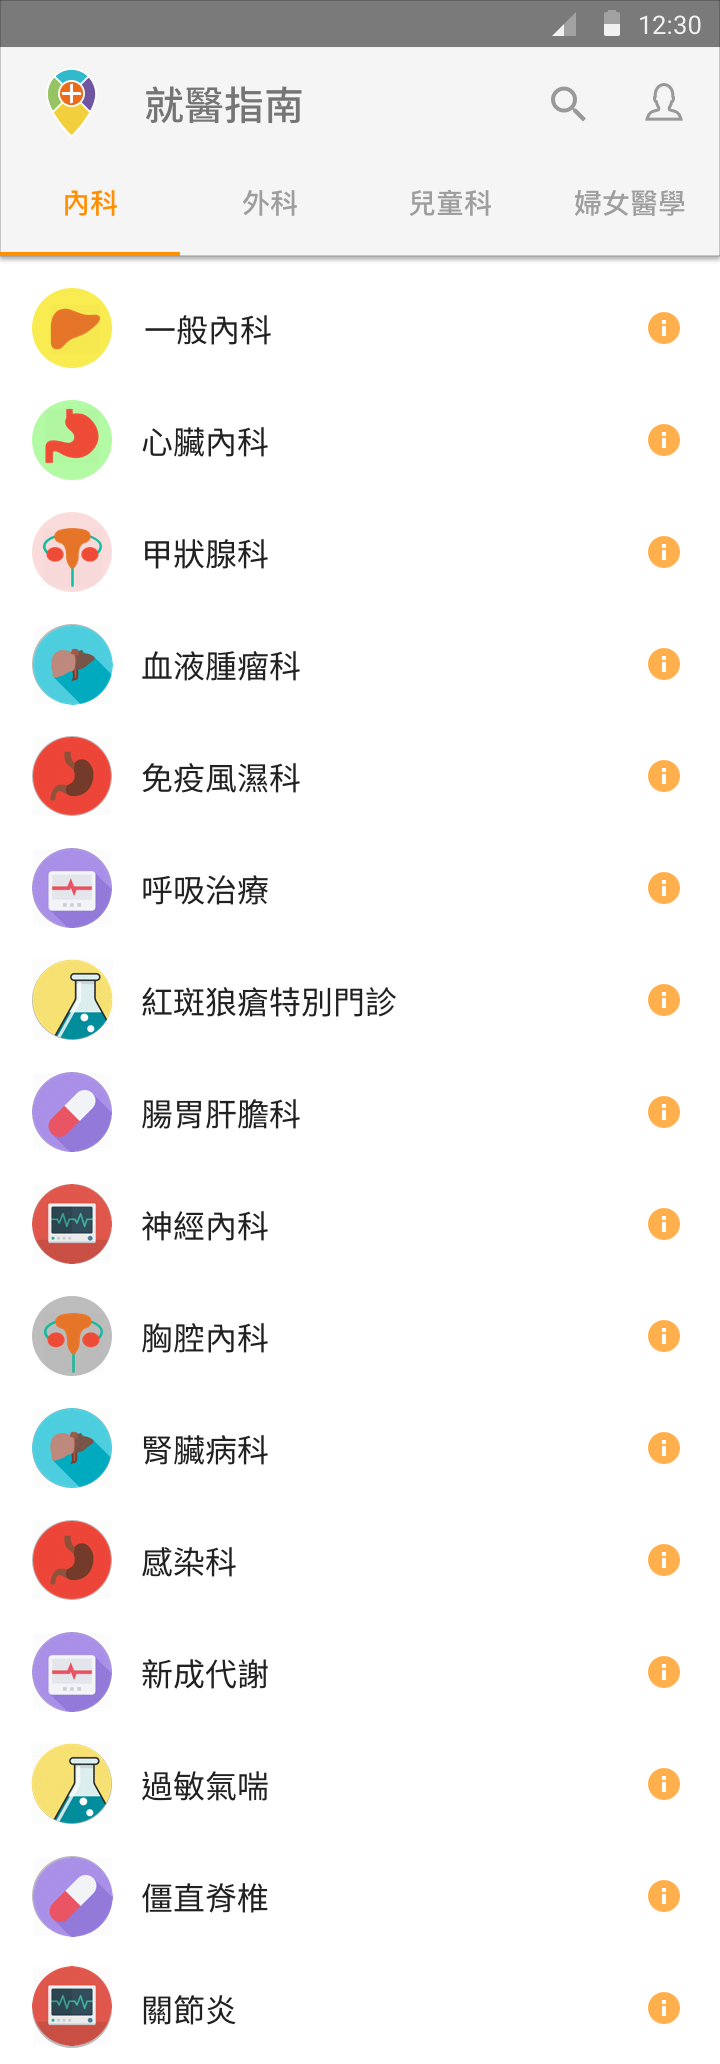 12:30
就醫指南
內科
外科
兒童科
婦女醫學
一般內科
心臟內科
甲狀腺科
血液腫瘤科
免疫風濕科
呼吸治療
紅斑狼瘡特別門診
腸胃肝膽科
神經內科
胸腔內科
腎臟病科
感染科
新成代謝
過敏氣喘
僵直脊椎
關節炎